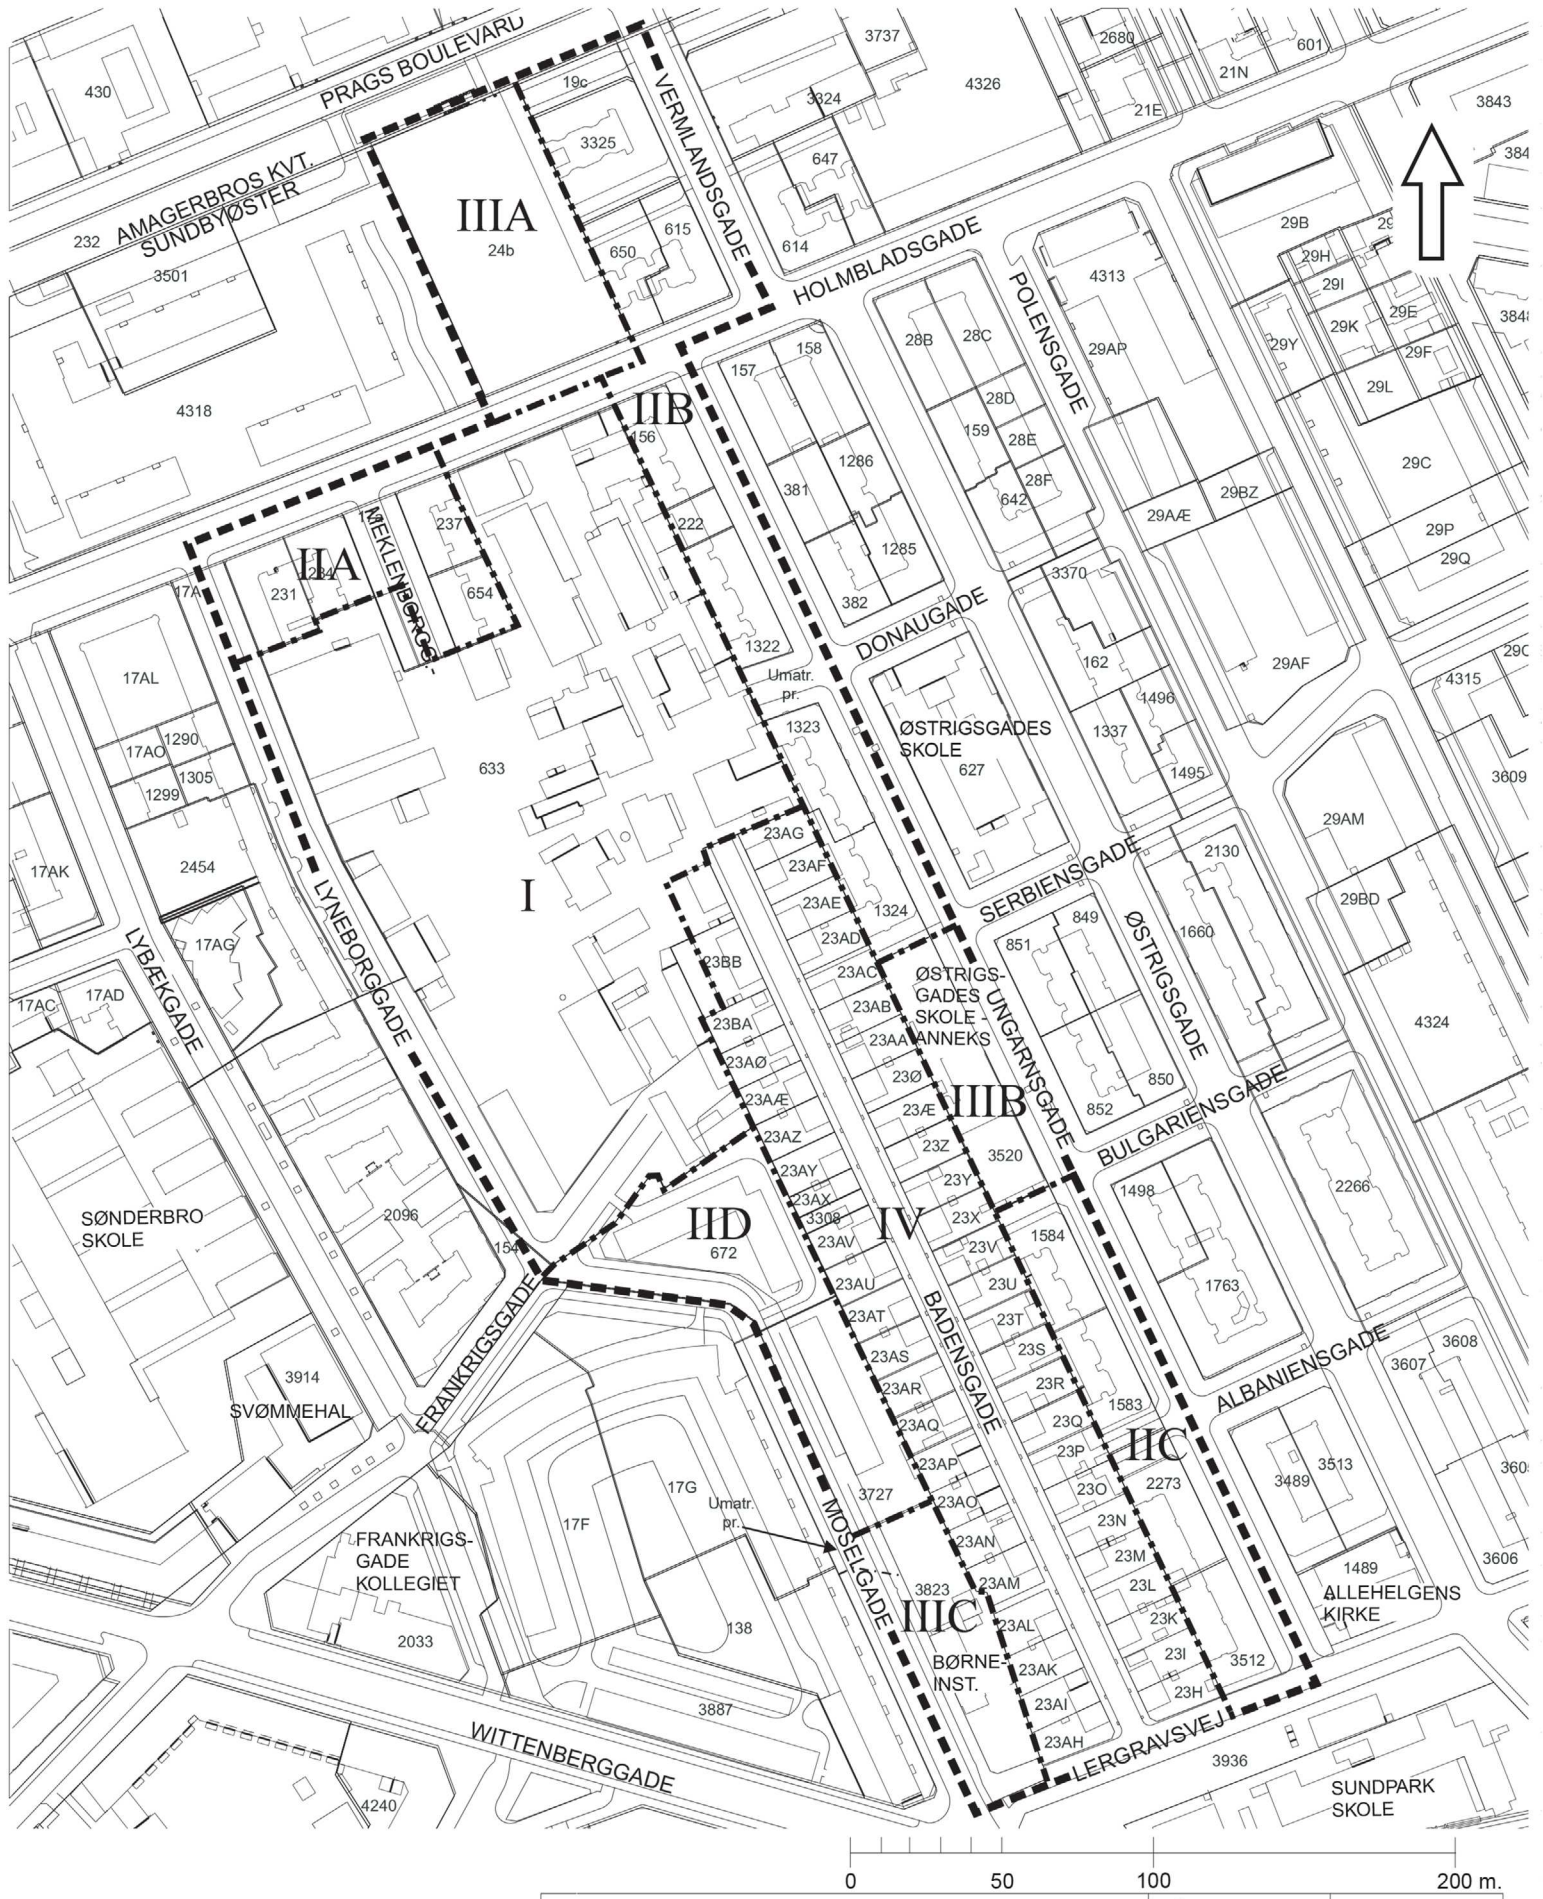 PRAGS BOULEVARD
3737
2680
601
21N
430
19c
4326
3324
21E
3843
VERMLANDSGADE
3325
647
384
AMAGERBROS KVT.
SUNDBYØSTER
IIIA
24b
232
3501
650
615
614
HOLMBLADSGADE
29B
29H
29I
29E
29K
29F
29L
29Y
3848
4313
POLENSGADE
29AP
28B
28C
28D
159
28E
28F
642
158
157
4318
IIB
156
1286
381
1285
382
222
29C
29BZ
29AÆ
29P
29Q
237
MEKLENBORGG.
IIA
234
231
17A
654
DONAUGADE
3370
162
29AF
1322
Umatr.
pr.
1323
17AL
17AO
1290
1305
1299
633
ØSTRIGSGADES
SKOLE
627
1496
1337
1495
4315
3609
29AM
23AG
23AF
23AE
23AD
1324
SERBIENSGADE
2130
17AK
2454
I
LYNEBORGGADE
29BD
849
851
ØSTRIGSGADE
1660
17AG
LYBÆKGADE
17AD
17AC
23BB
23AC
23AB
23AA
ØSTRIGS-
GADES
SKOLE -
ANNEKS
UNGARNSGADE
4324
23BA
23AØ
23AÆ
23AZ
23Ø
23Æ
IIIB
850
852
BULGARIENSGADE
23Z
3520
23AY
23Y
23AX
3308
23AV
IV
23X
1498
2266
SØNDERBRO
SKOLE
2096
154
IID
672
23V
1584
23AU
23U
1763
BADENSGADE
23AT
23T
23AS
23S
23AR
23R
23AQ
23Q
1583
ALBANIENSGADE
3608
3607
3914
SVØMMEHAL
FRANKRIGSGADE
23P
IIC
23AP
23AO
23O
2273
3489
3513
17G
3727
Umatr.
pr.
17F
MOSELGADE
23AN
23N
23M
23AM
23L
3823
IIIC
23AL
23K
1489
3606
ALLEHELGENS
KIRKE
FRANKRIGS-
GADE
KOLLEGIET
2033
138
BØRNE-
INST.
23AK
23I
3512
23AI
23H
23AH
3887
WITTENBERGGADE
LERGRAVSVEJ
3936
SUNDPARK
SKOLE
4240
0 50 100 200 m.